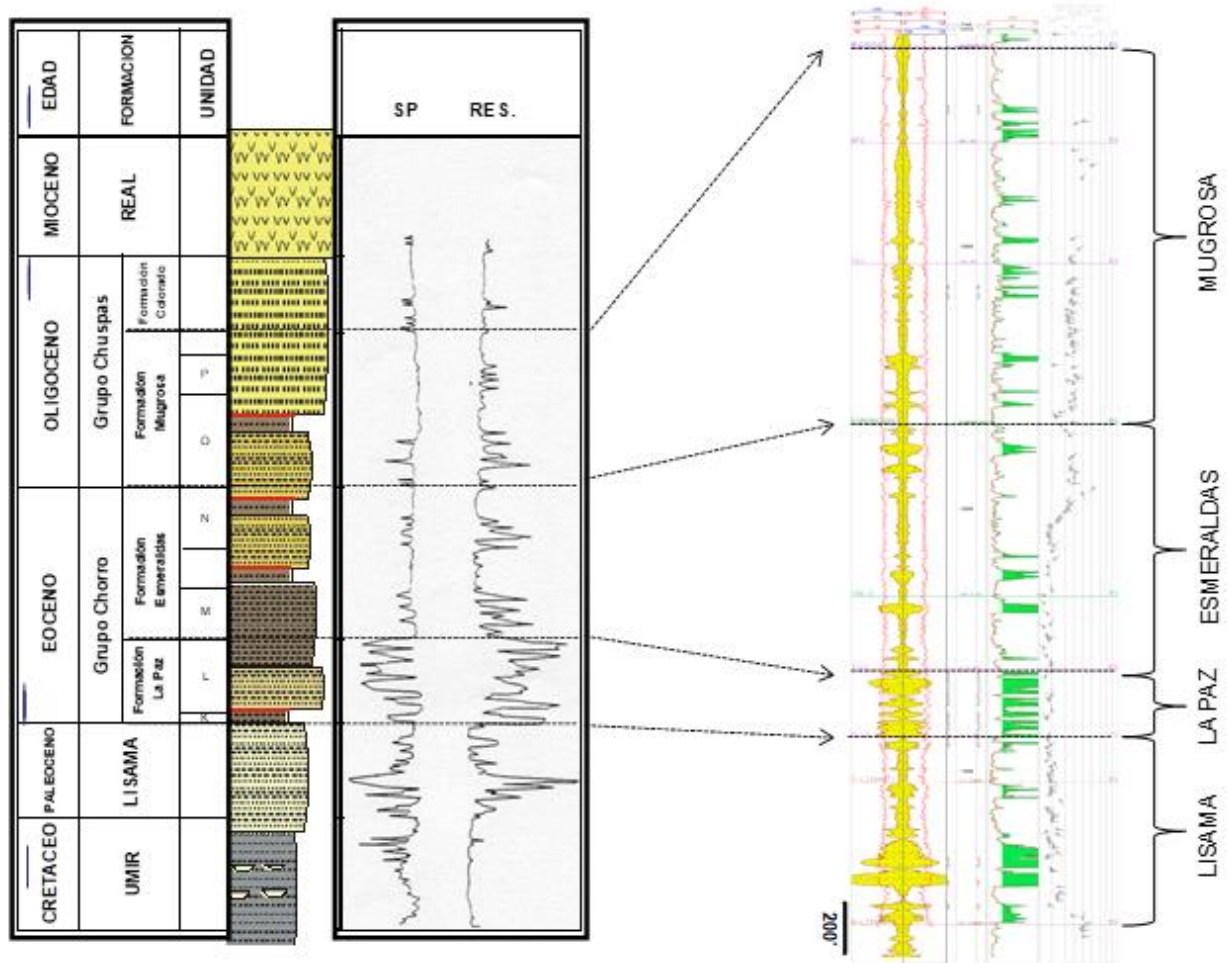 EDAD
FORMACION
UNIDAD
SP
RES.
MIOCENO
REAL
OLIGOCENO
Grupo Chuspas
Formación
Colorado
Formación
Mugrosa
P
O
EOCENO
Grupo Chorro
Formación
Esmeraldas
N
M
Formación
La Paz
L
K
PALEOCENO
LISAMA
CRETACEO
UMIR
MUGROSA
ESMERALDAS
LA PAZ
LISAMA
200'